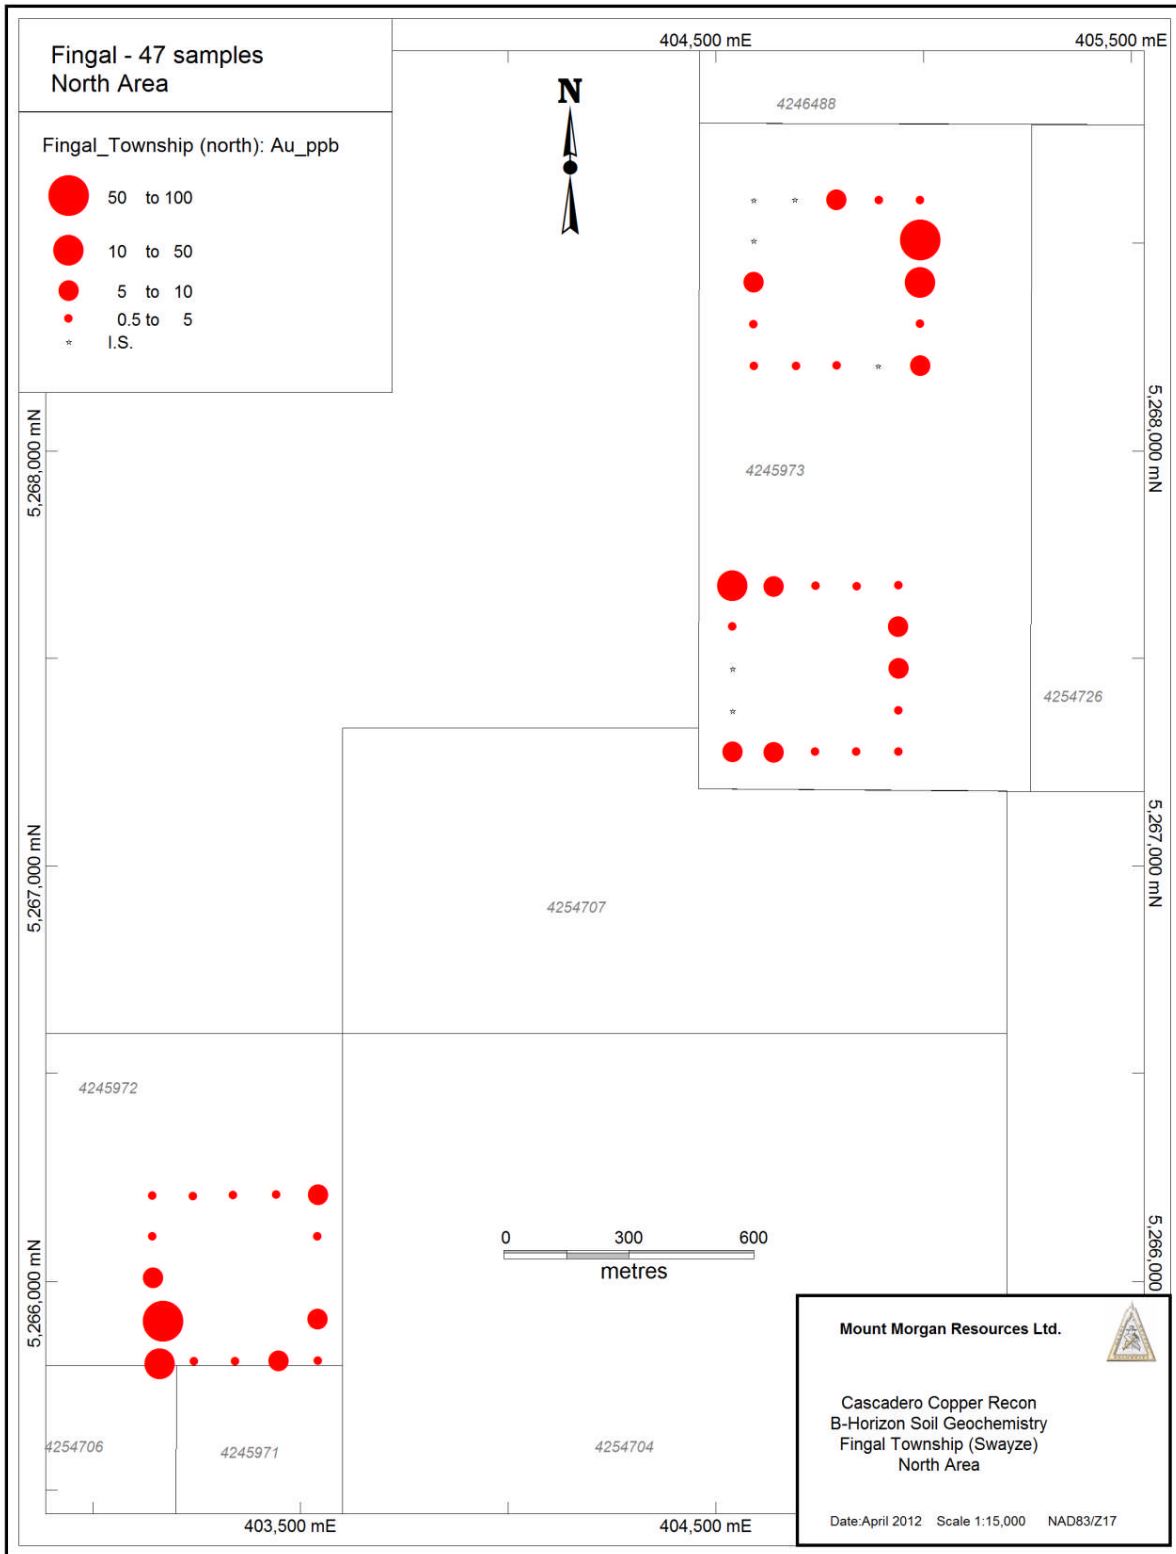 Fingal - 47 samples
North Area
Fingal_Township (north): Au_ppb
50 to 100
10 to 50
5 to 10
0.5 to 5
I.S.
N
404,500 mE
405,500 mE
4246488
5,268,000 mN
5,268,000 mN
4245973
4254726
5,267,000 mN
5,267,000 mN
4254707
4245972
5,266,000 mN
5,266,000
0 300 600
metres
4254706
4245971
4254704
403,500 mE
404,500 mE
Mount Morgan Resources Ltd.
Cascadero Copper Recon
B-Horizon Soil Geochemistry
Fingal Township (Swayze)
North Area
Date:April 2012 Scale 1:15,000 NAD83/Z17